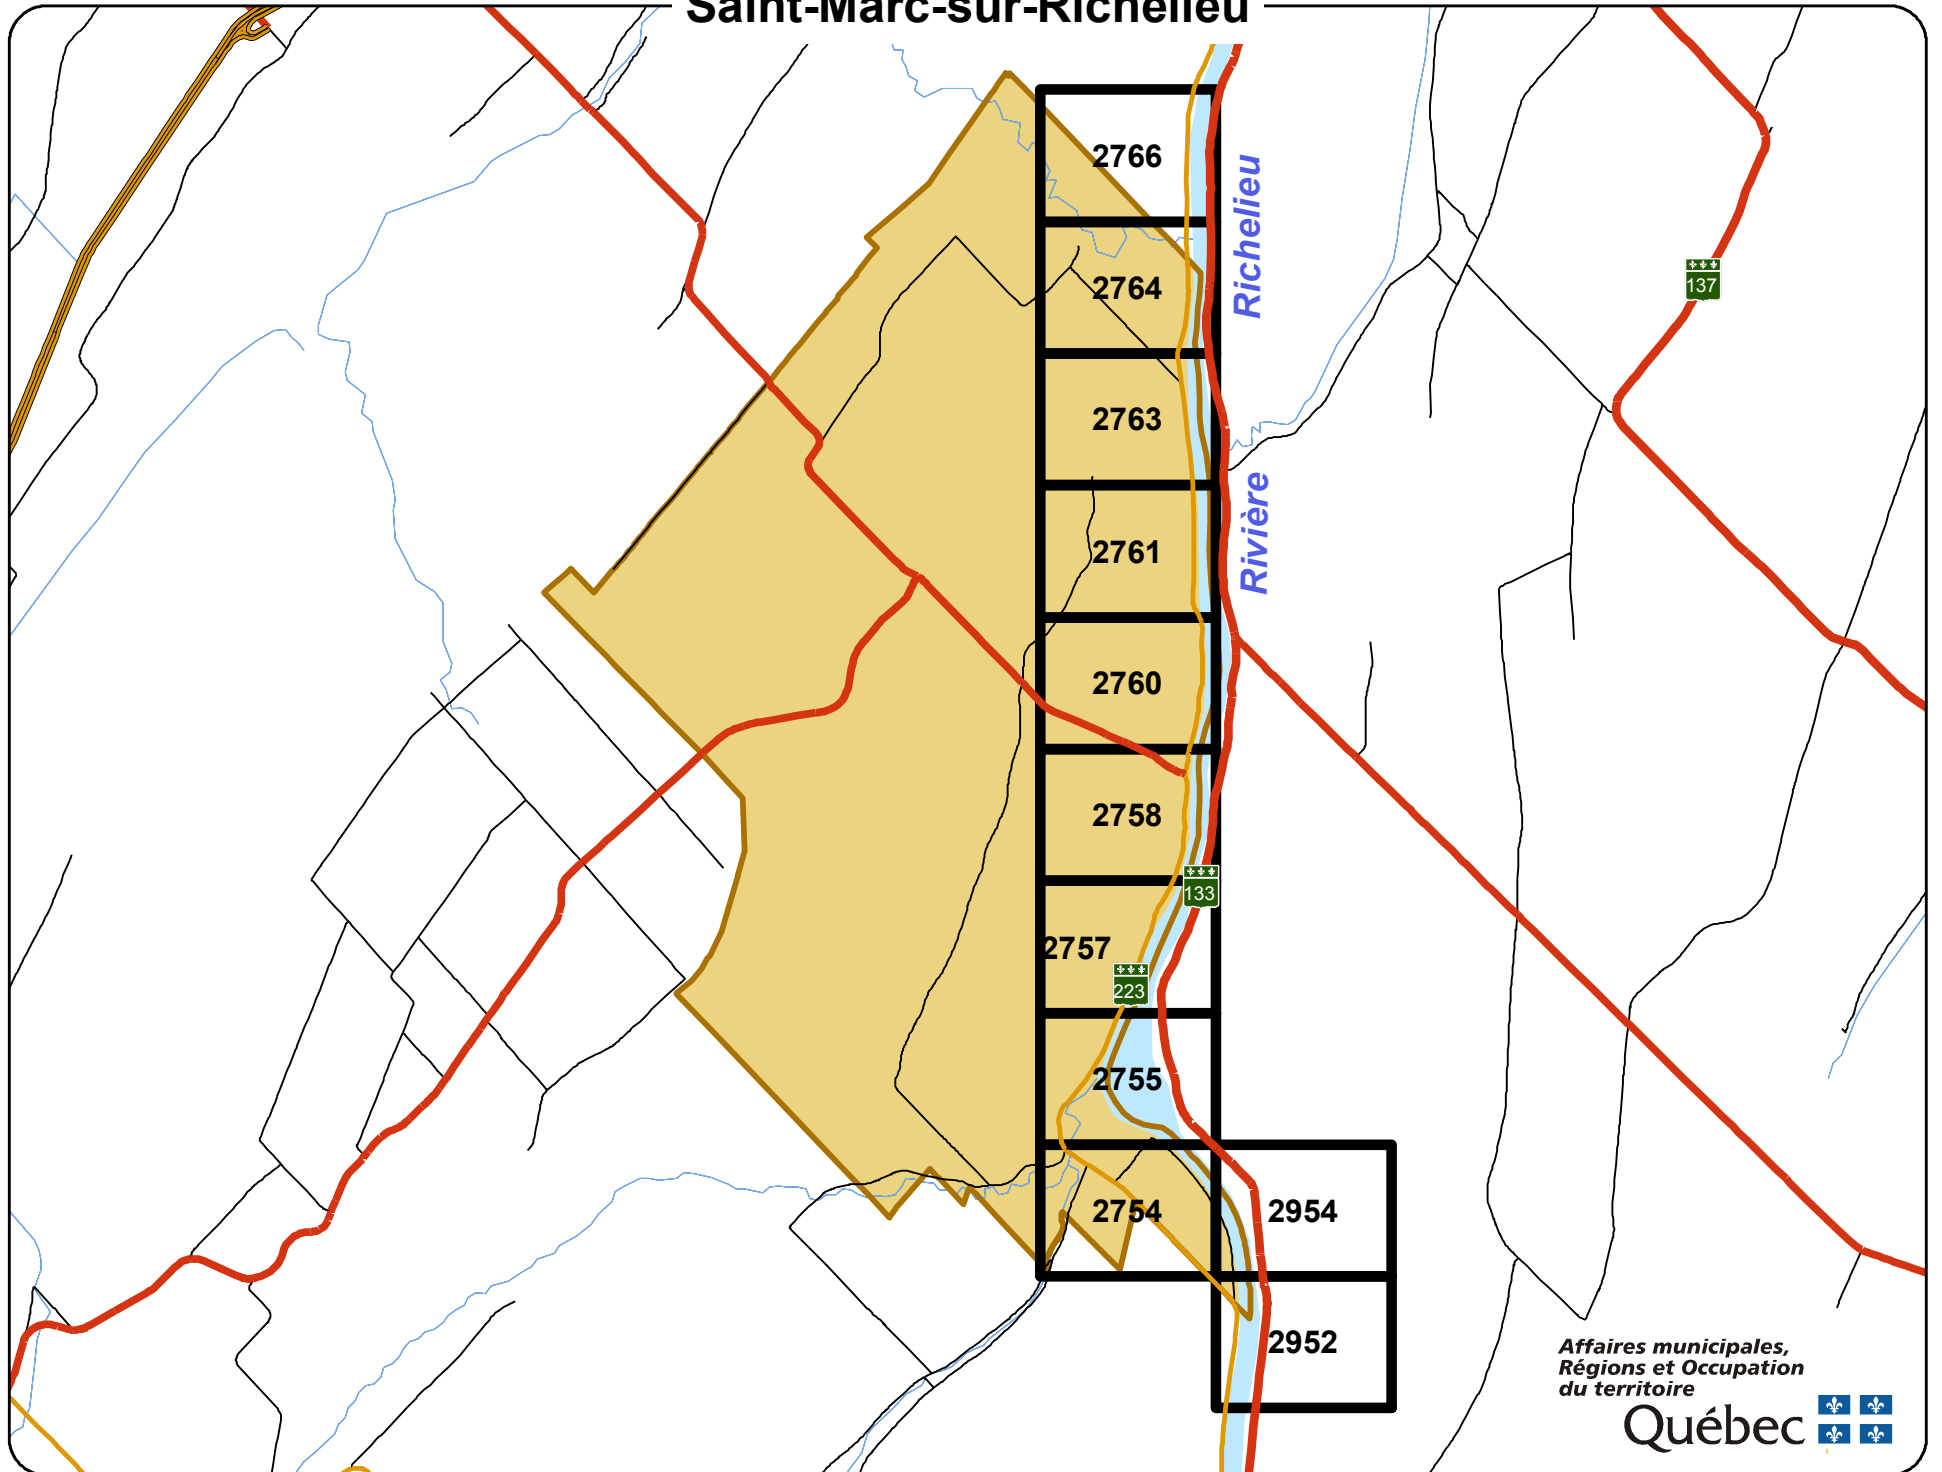 Saint-Marc-sur-Richelieu
2766
Richelieu
2764
137
2763
Rivière
2761
2760
2758
133
2757
223
2755
2754
2954
2952
Affaires municipales,
Régions et Occupation
du territoire
Québec